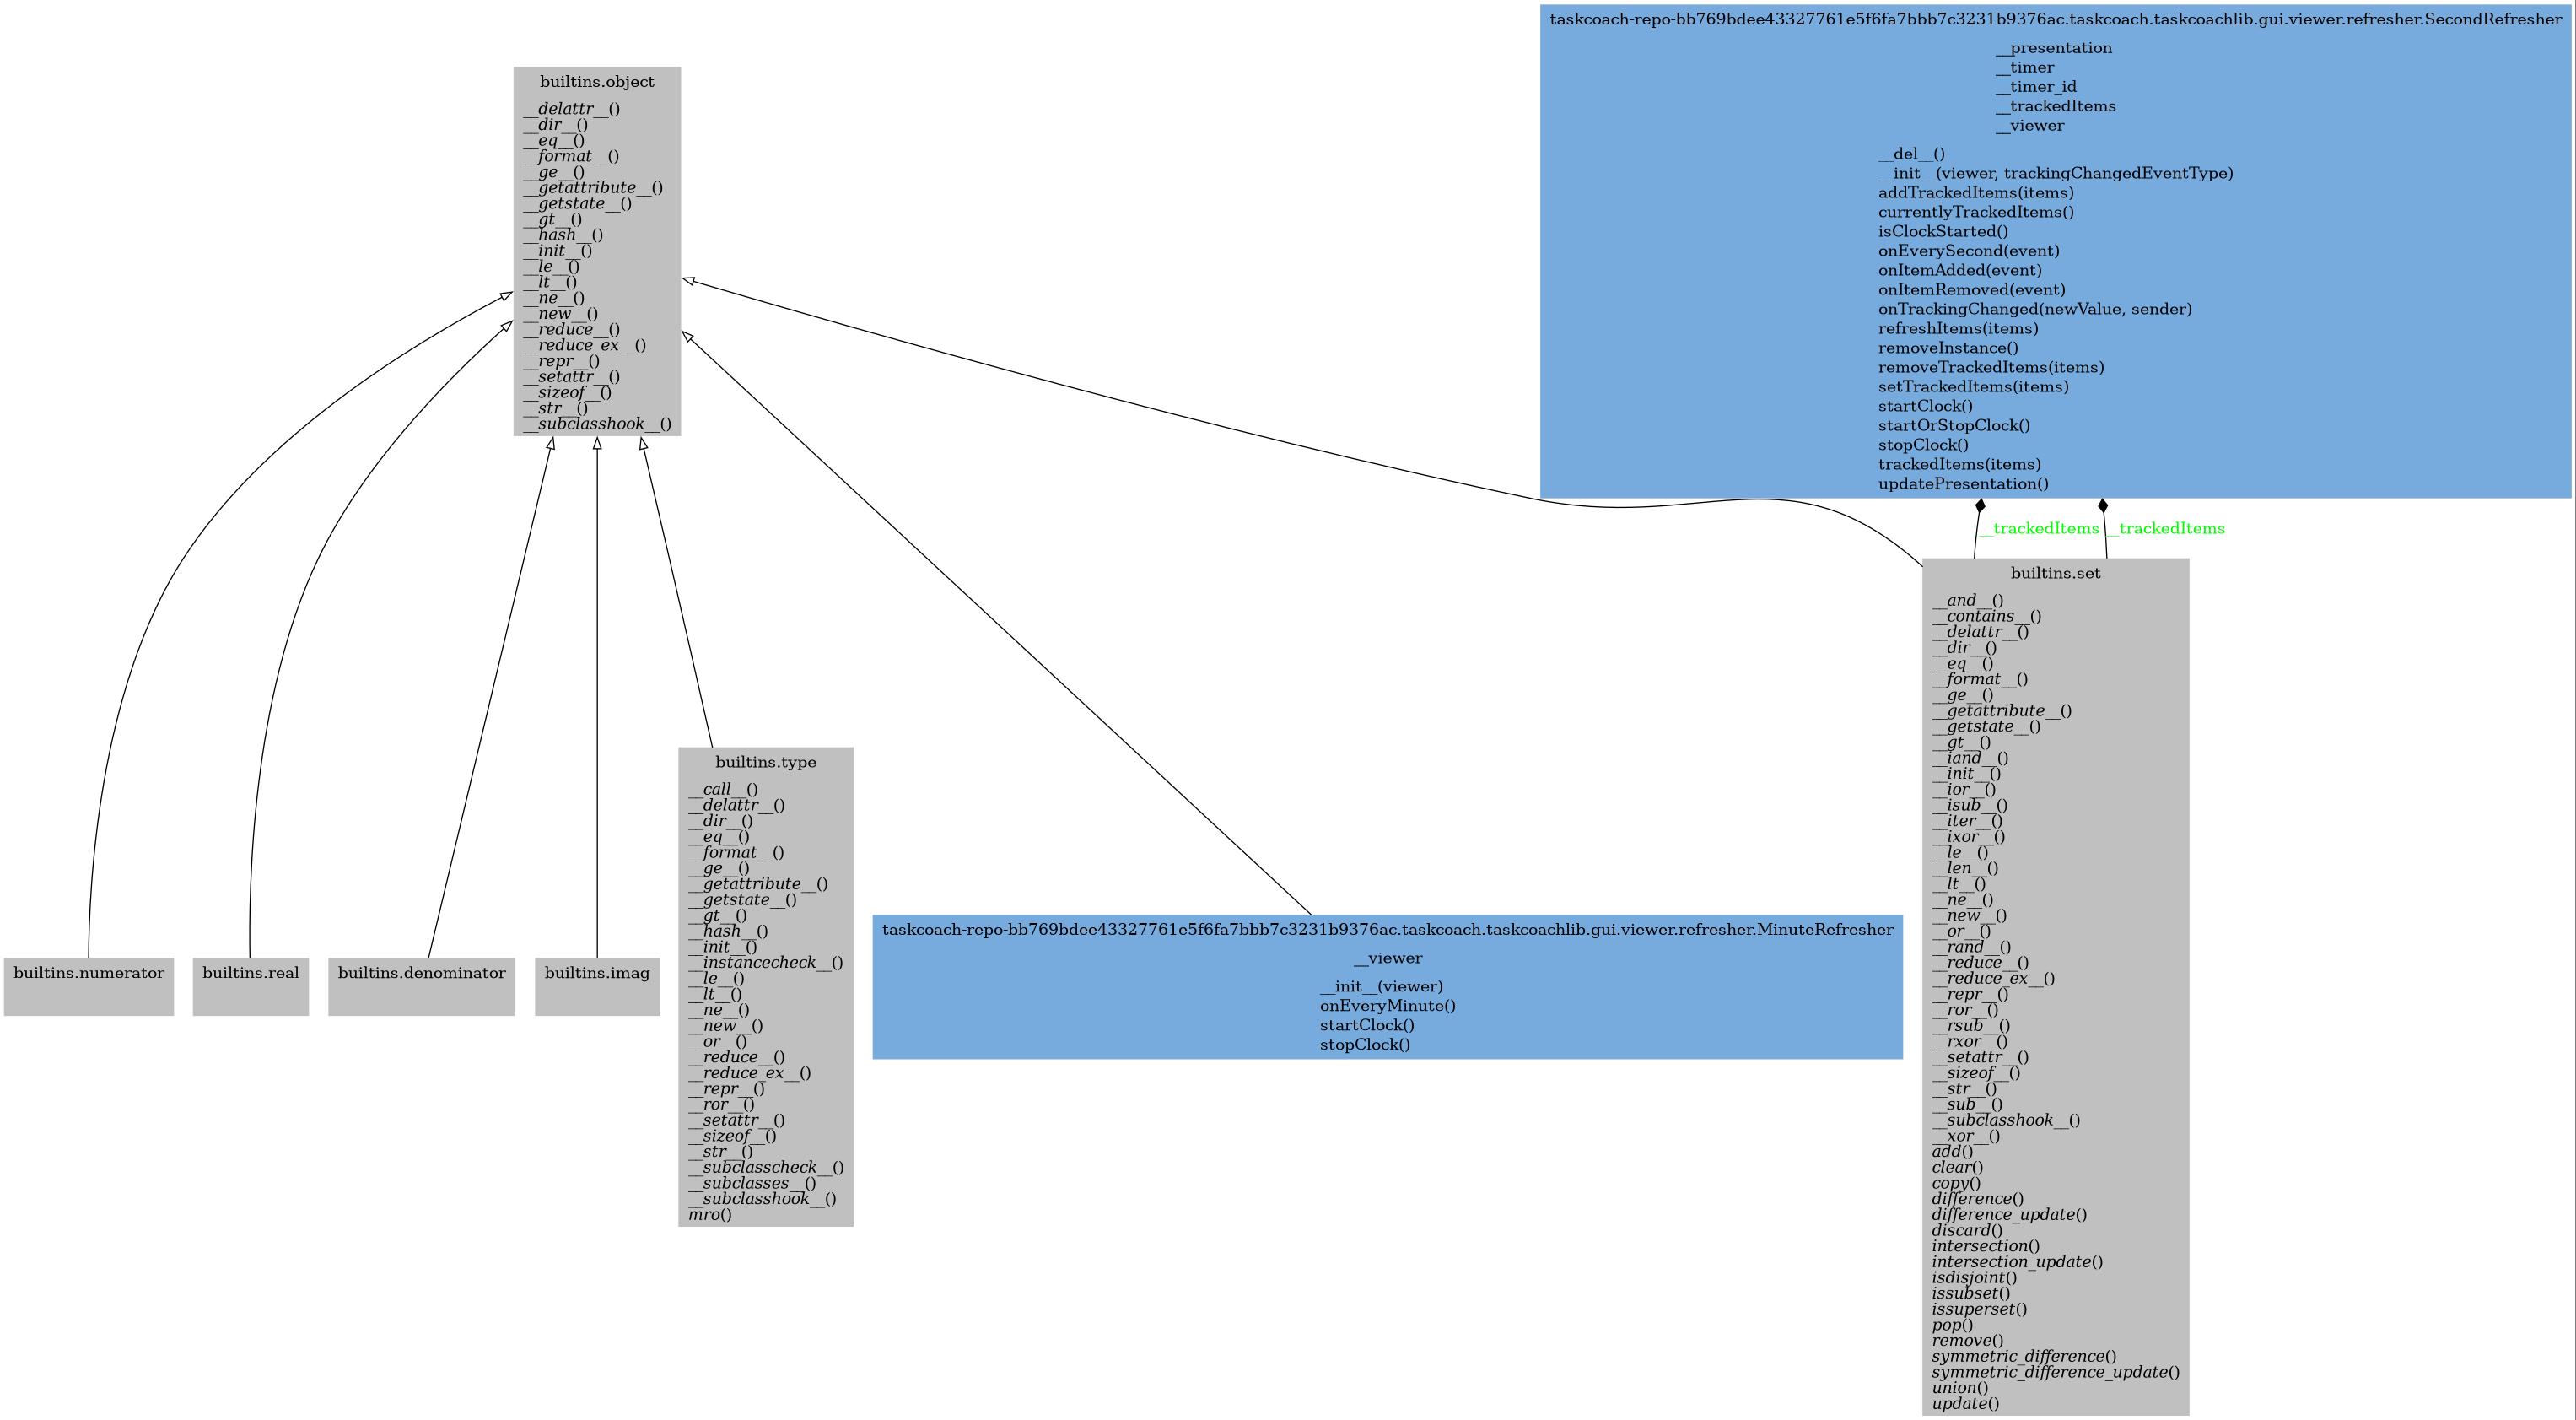 taskcoach-repo-bb769bdee43327761e5f6fa7bbb7c3231b9376ac.taskcoach.taskcoachlib.gui.viewer.refresher.SecondRefresher
__presentation
__timer
__timer_id
__trackedItems
__viewer
__del__()
__init__(viewer, trackingChangedEventType)
addTrackedItems(items)
currentlyTrackedItems()
isClockStarted()
onEverySecond(event)
onItemAdded(event)
onItemRemoved(event)
onTrackingChanged(newValue, sender)
refreshItems(items)
removeInstance()
removeTrackedItems(items)
setTrackedItems(items)
startClock()
startOrStopClock()
stopClock()
trackedItems(items)
updatePresentation()
builtins.object
__delattr__()
__dir__()
__eq__()
__format__()
__ge__()
__getattribute__()
__getstate__()
__gt__()
__hash__()
__init__()
__le__()
__lt__()
__ne__()
__new__()
__reduce__()
__reduce_ex__()
__repr__()
__setattr__()
__sizeof__()
__str__()
__subclasshook__()
__trackedItems
__trackedItems
builtins.numerator
builtins.real
builtins.denominator
builtins.imag
builtins.type
__call__()
__delattr__()
__dir__()
__eq__()
__format__()
__ge__()
__getattribute__()
__getstate__()
__gt__()
__hash__()
__init__()
__instancecheck__()
__le__()
__lt__()
__ne__()
__new__()
__or__()
__reduce__()
__reduce_ex__()
__repr__()
__ror__()
__setattr__()
__sizeof__()
__str__()
__subclasscheck__()
__subclasses__()
__subclasshook__()
mro()
taskcoach-repo-bb769bdee43327761e5f6fa7bbb7c3231b9376ac.taskcoach.taskcoachlib.gui.viewer.refresher.MinuteRefresher
__viewer
__init__(viewer)
onEveryMinute()
startClock()
stopClock()
builtins.set
__and__()
__contains__()
__delattr__()
__dir__()
__eq__()
__format__()
__ge__()
__getattribute__()
__getstate__()
__gt__()
__iand__()
__init__()
__ior__()
__isub__()
__iter__()
__ixor__()
__le__()
__len__()
__lt__()
__ne__()
__new__()
__or__()
__rand__()
__reduce__()
__reduce_ex__()
__repr__()
__ror__()
__rsub__()
__rxor__()
__setattr__()
__sizeof__()
__str__()
__sub__()
__subclasshook__()
__xor__()
add()
clear()
copy()
difference()
difference_update()
discard()
intersection()
intersection_update()
isdisjoint()
issubset()
issuperset()
pop()
remove()
symmetric_difference()
symmetric_difference_update()
union()
update()